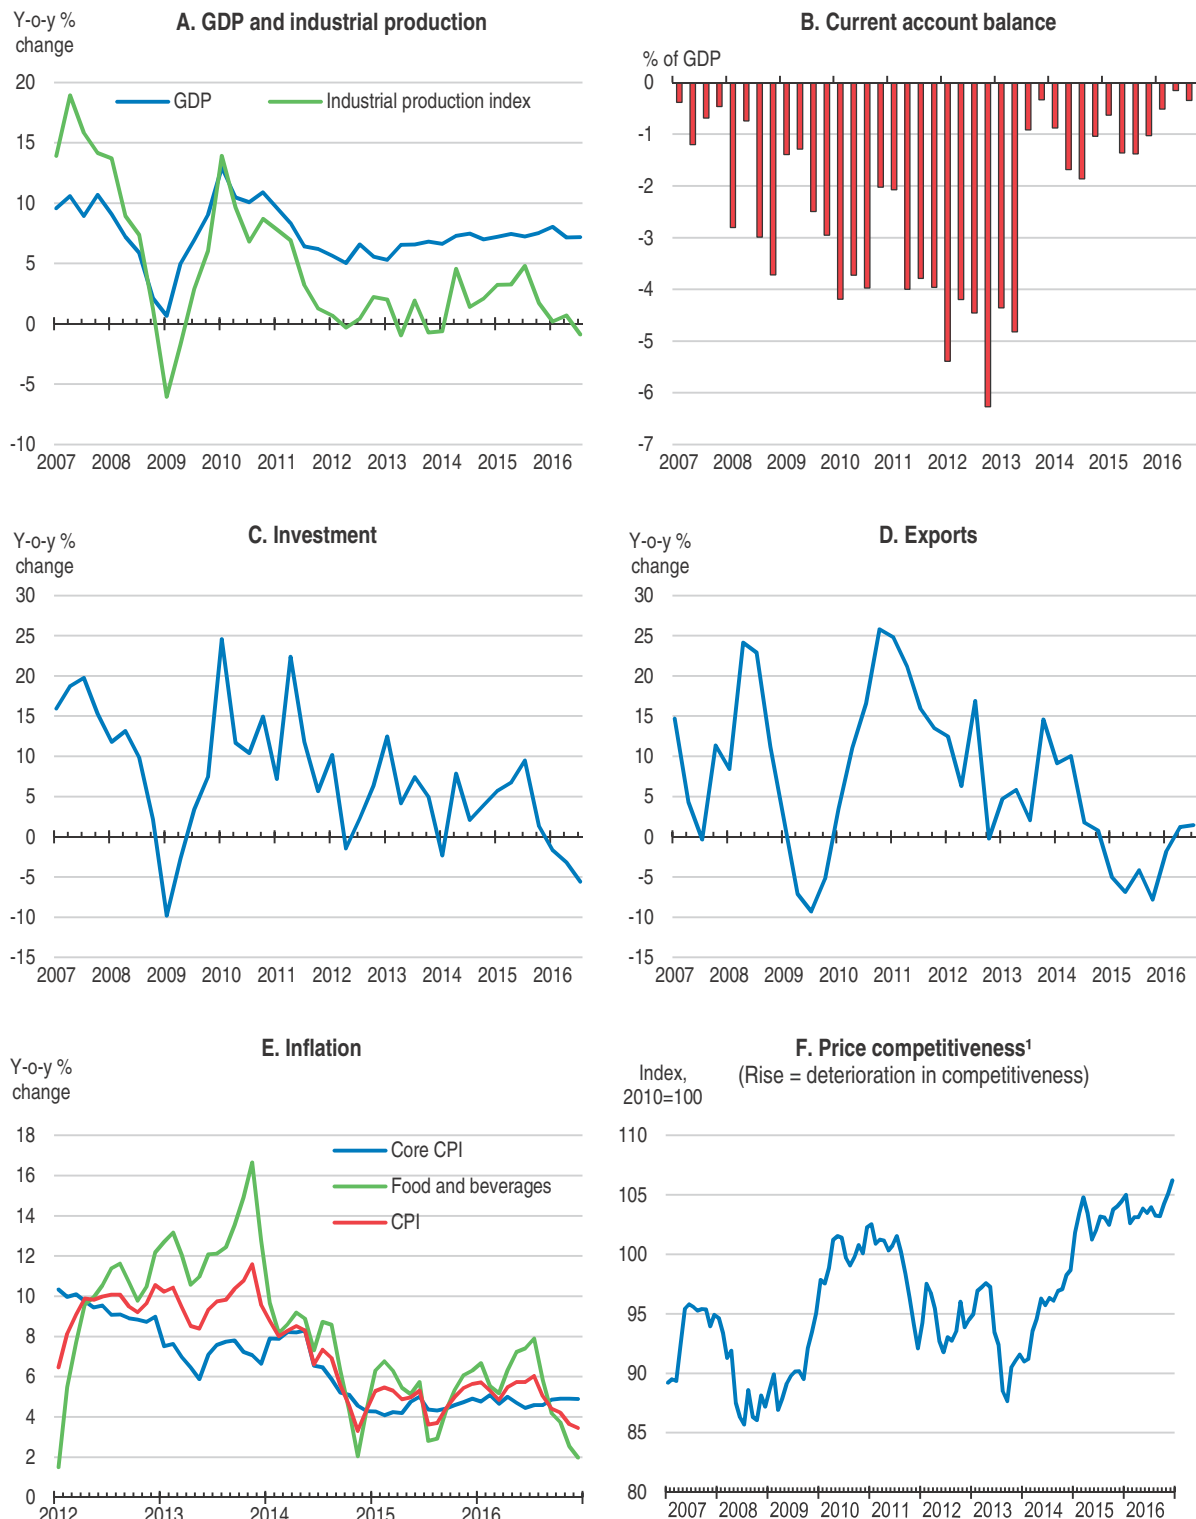 A. GDP and industrial production
Y-o-y %
change
20
15
10
5
0
-5
-10
GDP
Industrial production index
2007 2008 2009 2010 2011 2012 2013 2014 2015 2016
B. Current account balance
% of GDP
0
-1
-2
-3
-4
-5
-6
-7
2007 2008 2009 2010 2011 2012 2013 2014 2015 2016
C. Investment
Y-o-y %
change
30
25
20
15
10
5
0
-5
-10
-15
2007 2008 2009 2010 2011 2012 2013 2014 2015 2016
D. Exports
Y-o-y %
change
30
25
20
15
10
5
0
-5
-10
-15
2007 2008 2009 2010 2011 2012 2013 2014 2015 2016
E. Inflation
Y-o-y %
change
18
16
14
12
10
8
6
4
2
0
Core CPI
Food and beverages
CPI
2012 2013 2014 2015 2016
F. Price competitiveness¹
(Rise = deterioration in competitiveness)
Index,
2010=100
110
105
100
95
90
85
80
2007 2008 2009 2010 2011 2012 2013 2014 2015 2016